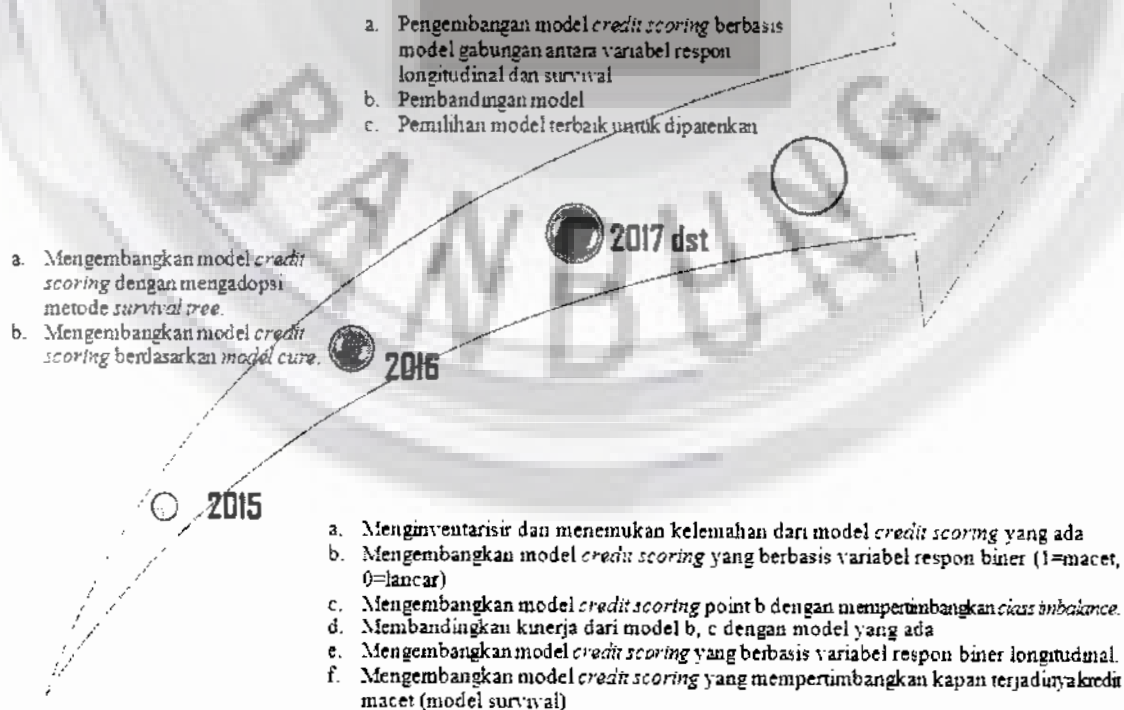 a. Pengembangan model credit scoring berbasis
model gabungan antara variabel respon
longitudinal dan survival
b. Pembandingan model
c. Pemilihan model terbaik untuk dipatenkan
BANDUNG
2017 dst
a. Mengembangkan model credit
scoring dengan mengadopsi
metode survival tree.
b. Mengembangkan model credit
scoring berdasarkan model cure.
2016
2015
a. Menginventarisir dan menemukan kelemahan dari model credit scoring yang ada
b. Mengembangkan model credit scoring yang berbasis variabel respon biner (1=macet,
0=lancar)
c. Mengembangkan model credit scoring point b dengan mempertimbangkan class imbalance.
d. Membandingkan kinerja dari model b, c dengan model yang ada
e. Mengembangkan model credit scoring yang berbasis variabel respon biner longitudinal.
f. Mengembangkan model credit scoring yang mempertimbangkan kapan terjadinya kredit
macet (model survival)